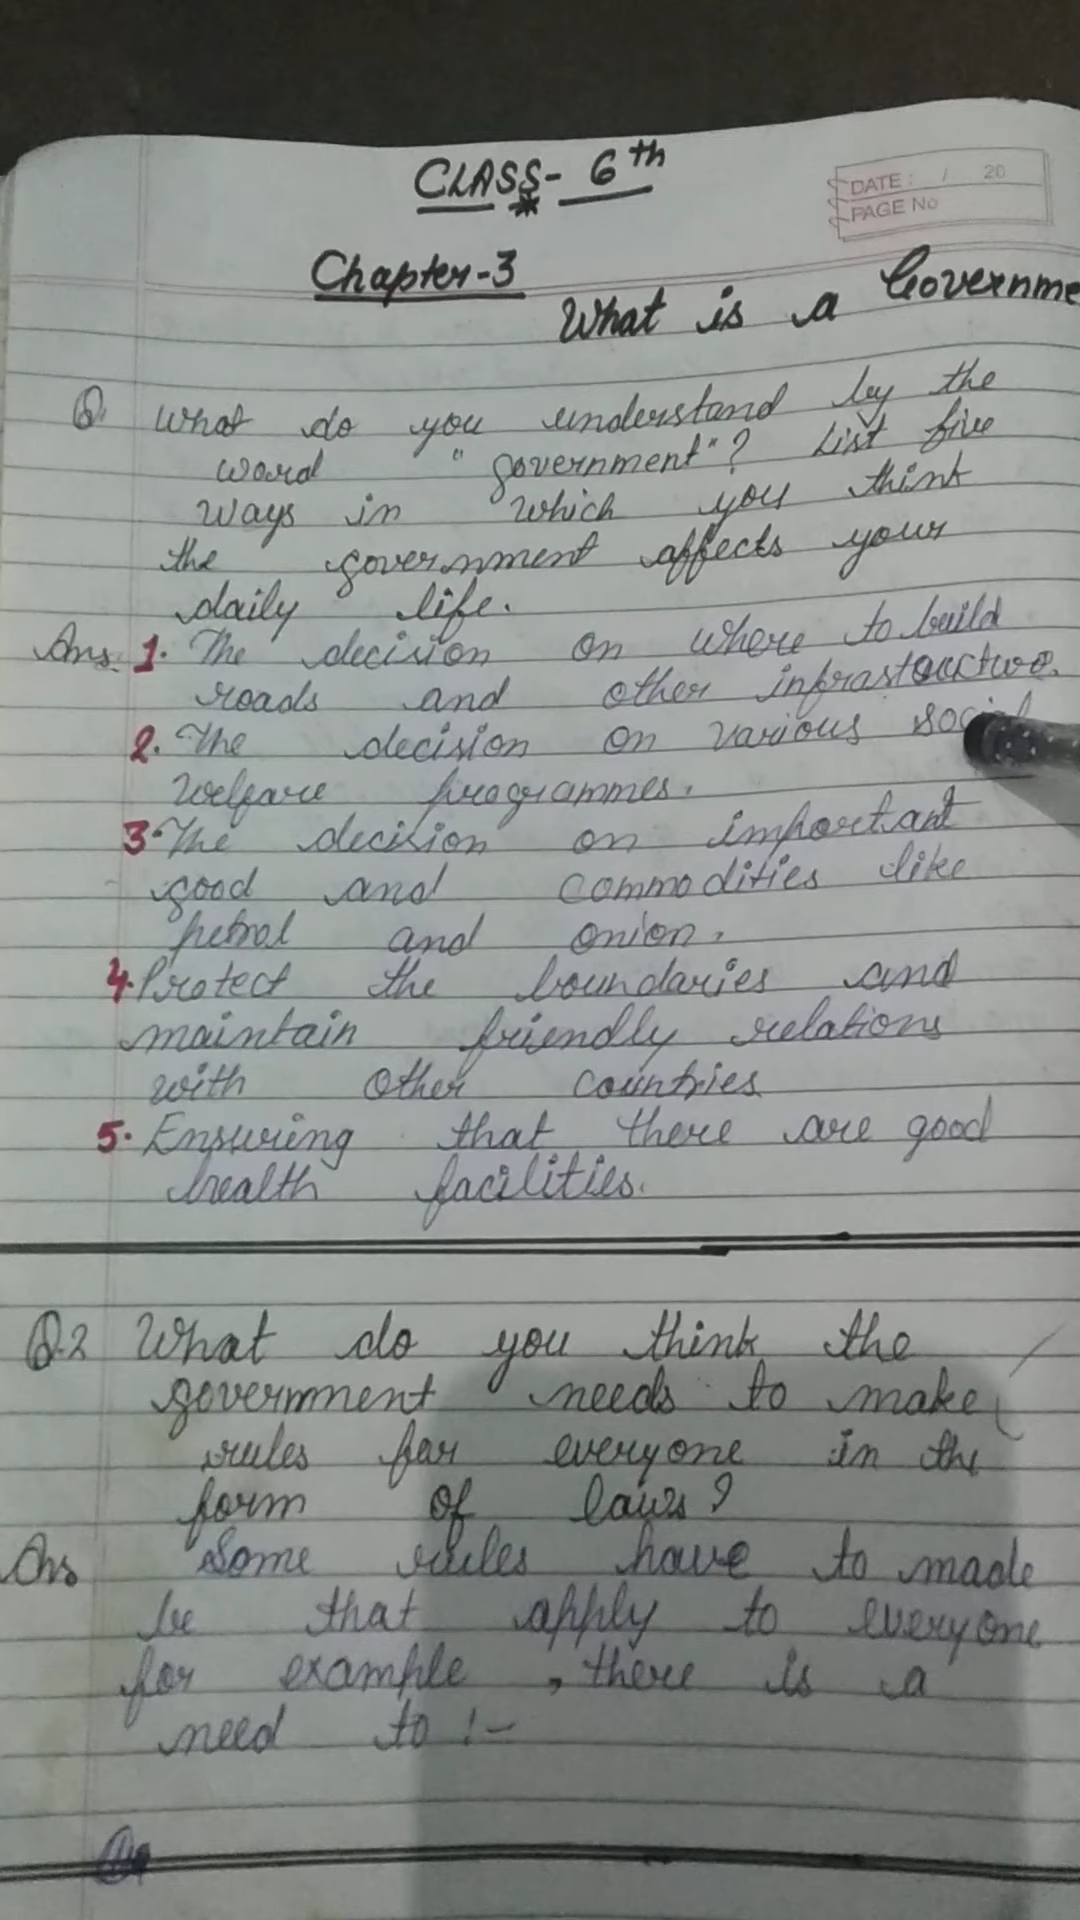 CLASS- 6th
DATE: / 20
PAGE No
Chapter-3
What is a Governme
Q. What do you understand by the
word "government"? List five
ways in which you think
the government affects your
daily life.
Ans. 1. The decision on where to build
roads and other infrastructure.
2. The decision on various social
welfare programmes.
3. The decision on important
good and commodities like
petrol and onion.
4. Protect the boundaries and
maintain friendly relations
with other countries
5. Ensuring that there are good
health facilities.
Q.2 What do you think the
government needs to make
rules for everyone in the
form of laws?
Ans Some rules have to made
be that apply to everyone
for example, there is a
need to :-